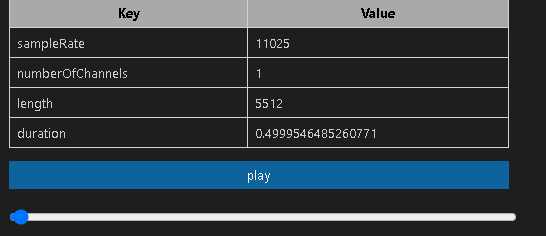 Key Value
sampleRate 11025
numberOfChannels 1
length 5512
duration 0.4999546485260771
play